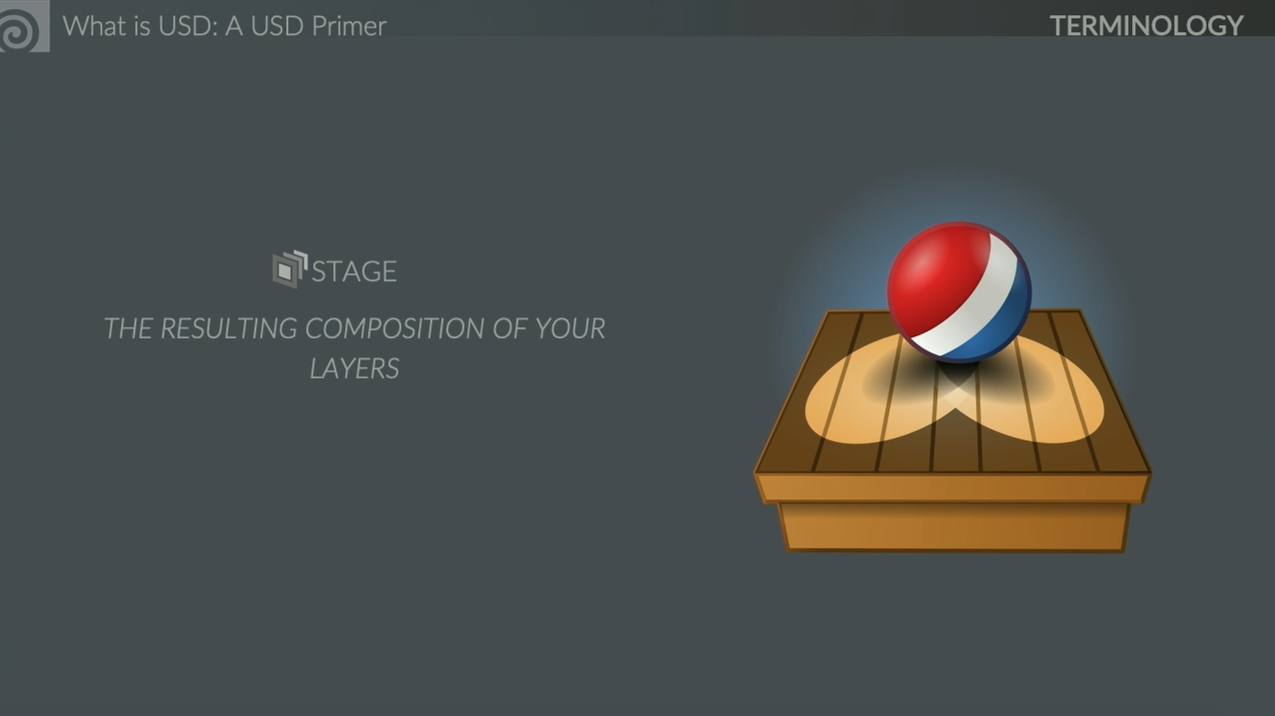 What is USD: A USD Primer
TERMINOLOGY
STAGE
THE RESULTING COMPOSITION OF YOUR
LAYERS